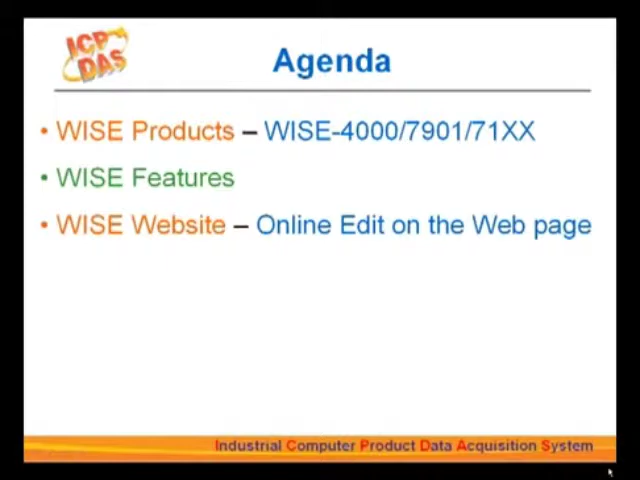 ICP
DAS
Agenda
• WISE Products – WISE-4000/7901/71XX
• WISE Features
• WISE Website – Online Edit on the Web page
Industrial Computer Product Data Acquisition System